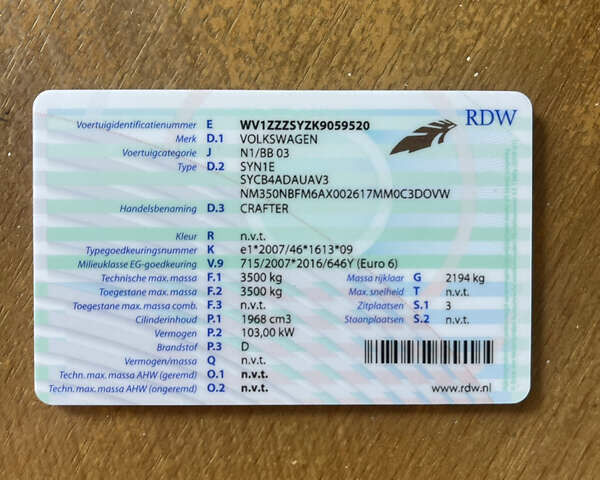 RDW
Voertuigidentificatienummer E WV1ZZZSYZK9059520
Merk D.1 VOLKSWAGEN
Voertuigcategorie J N1/BB 03
Type D.2 SYN1E
SYCB4ADAUAV3
NM350NBFM6AX002617MM0C3DOVW
Handelsbenaming D.3 CRAFTER
Kleur R n.v.t.
Typegoedkeuringsnummer K e1*2007/46*1613*09
Milieuklasse EG-goedkeuring V.9 715/2007*2016/646Y (Euro 6)
Technische max. massa F.1 3500 kg Massa rijklaar G 2194 kg
Toegestane max. massa F.2 3500 kg Max. snelheid T n.v.t.
Toegestane max. massa comb. F.3 n.v.t. Zitplaatsen S.1 3
Cilinderinhoud P.1 1968 cm3 Staanplaatsen S.2 n.v.t.
Vermogen P.2 103,00 kW
Brandstof P.3 D
Vermogen/massa Q n.v.t.
Techn. max. massa AHW (geremd) O.1 n.v.t.
Techn. max. massa AHW (ongeremd) O.2 n.v.t.
www.rdw.nl